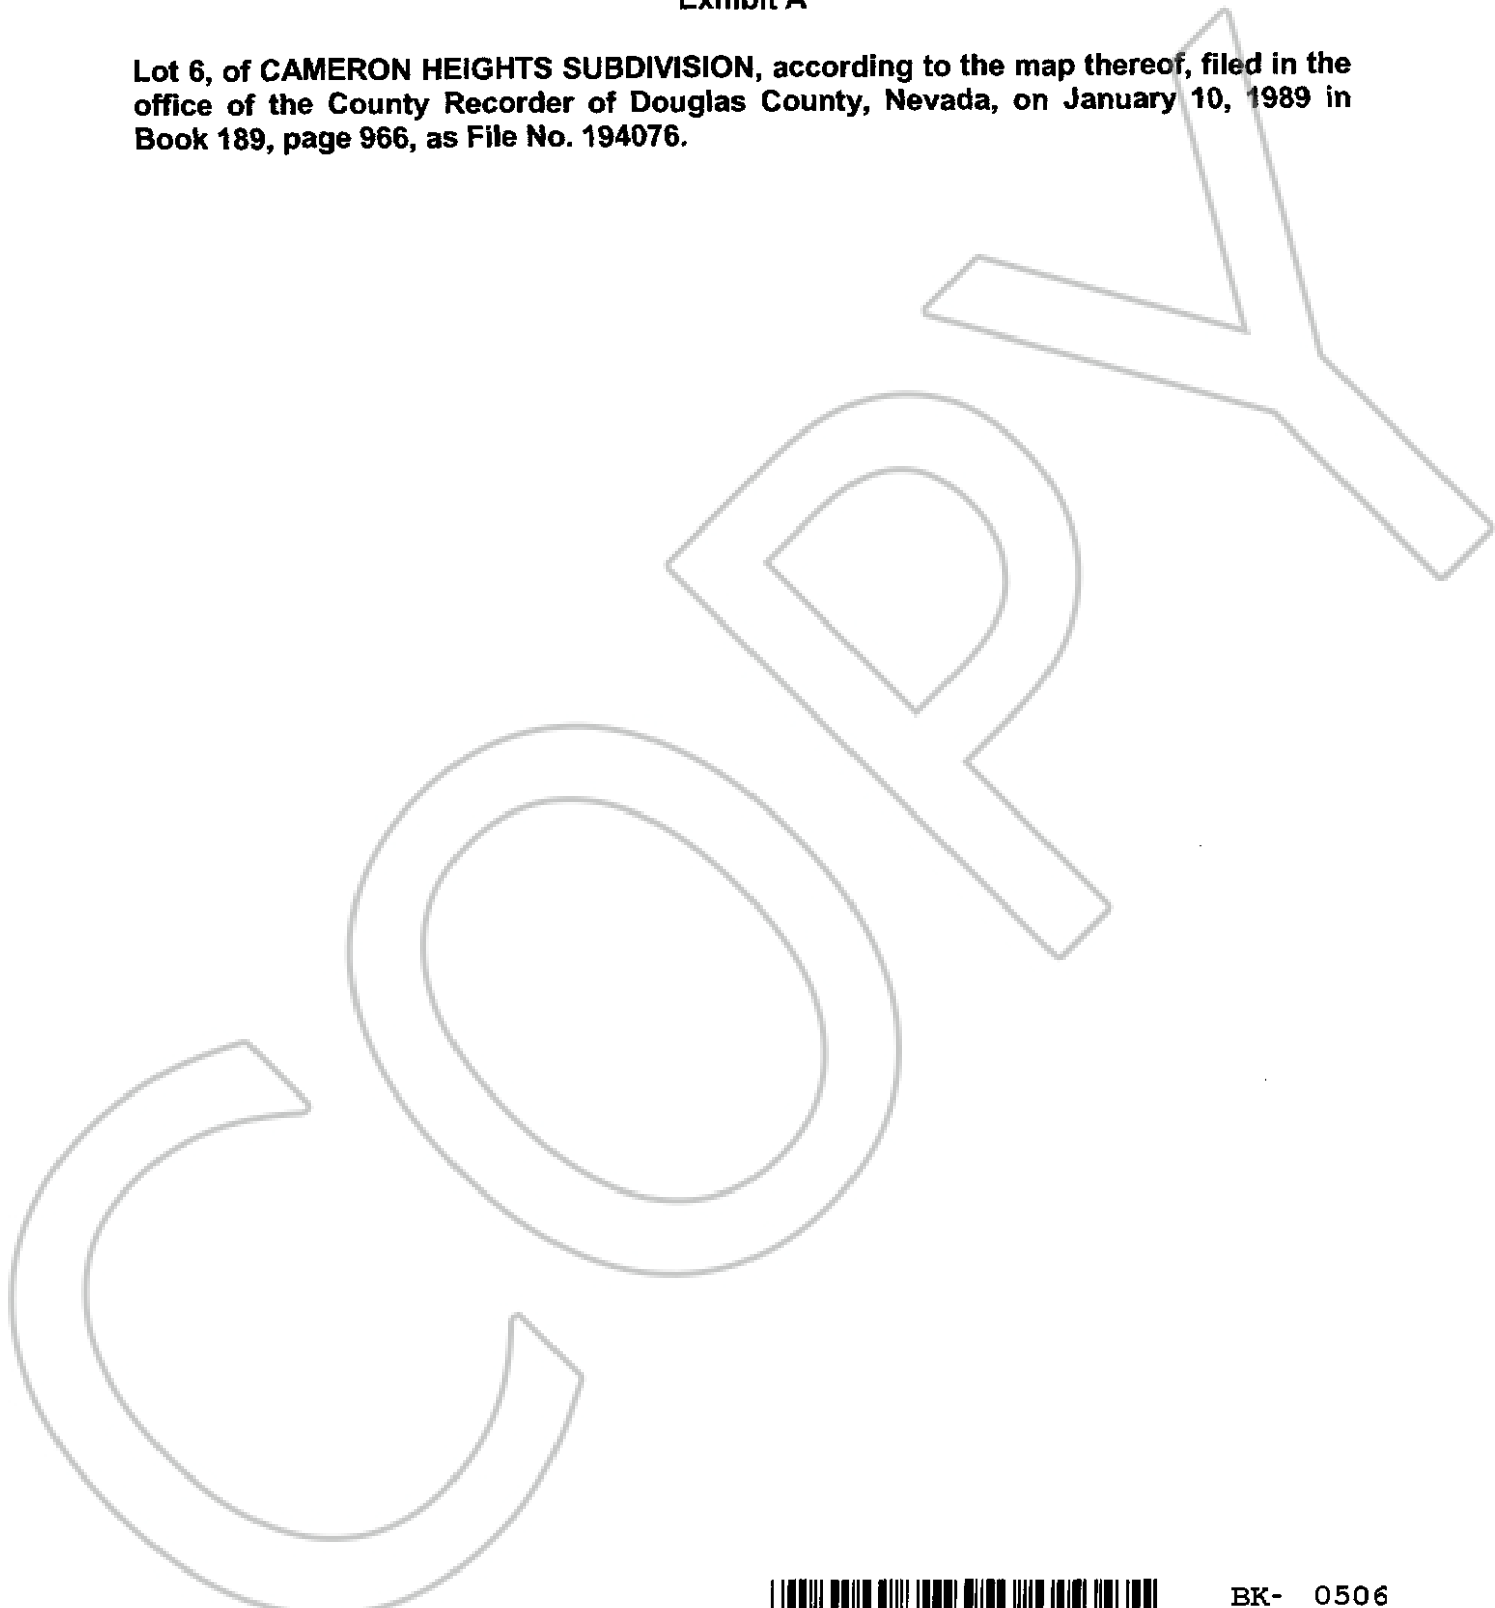 Exhibit A
Lot 6, of CAMERON HEIGHTS SUBDIVISION, according to the map thereof, filed in the
office of the County Recorder of Douglas County, Nevada, on January 10, 1989 in
Book 189, page 966, as File No. 194076.
COPY
BK- 0506